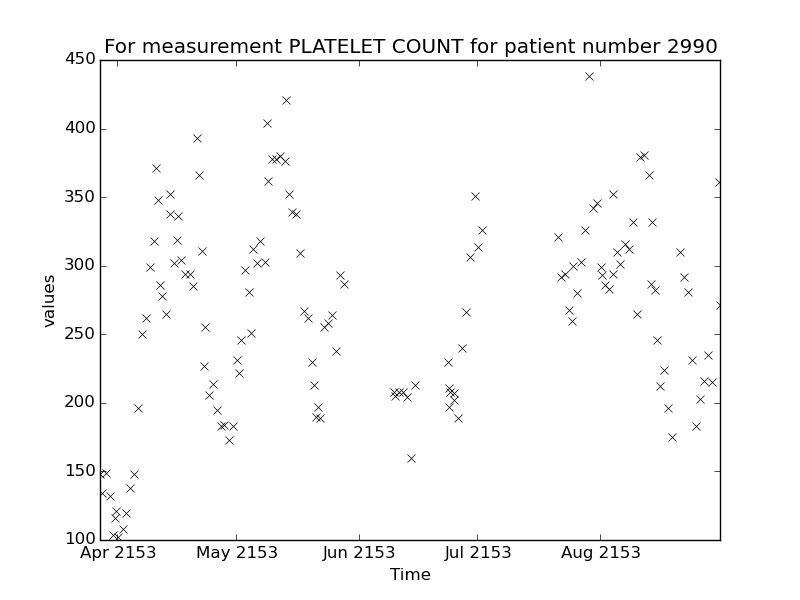 For measurement PLATELET COUNT for patient number 2990
450
400
350
300
250
200
150
100
values
Apr 2153 May 2153 Jun 2153 Jul 2153 Aug 2153
Time